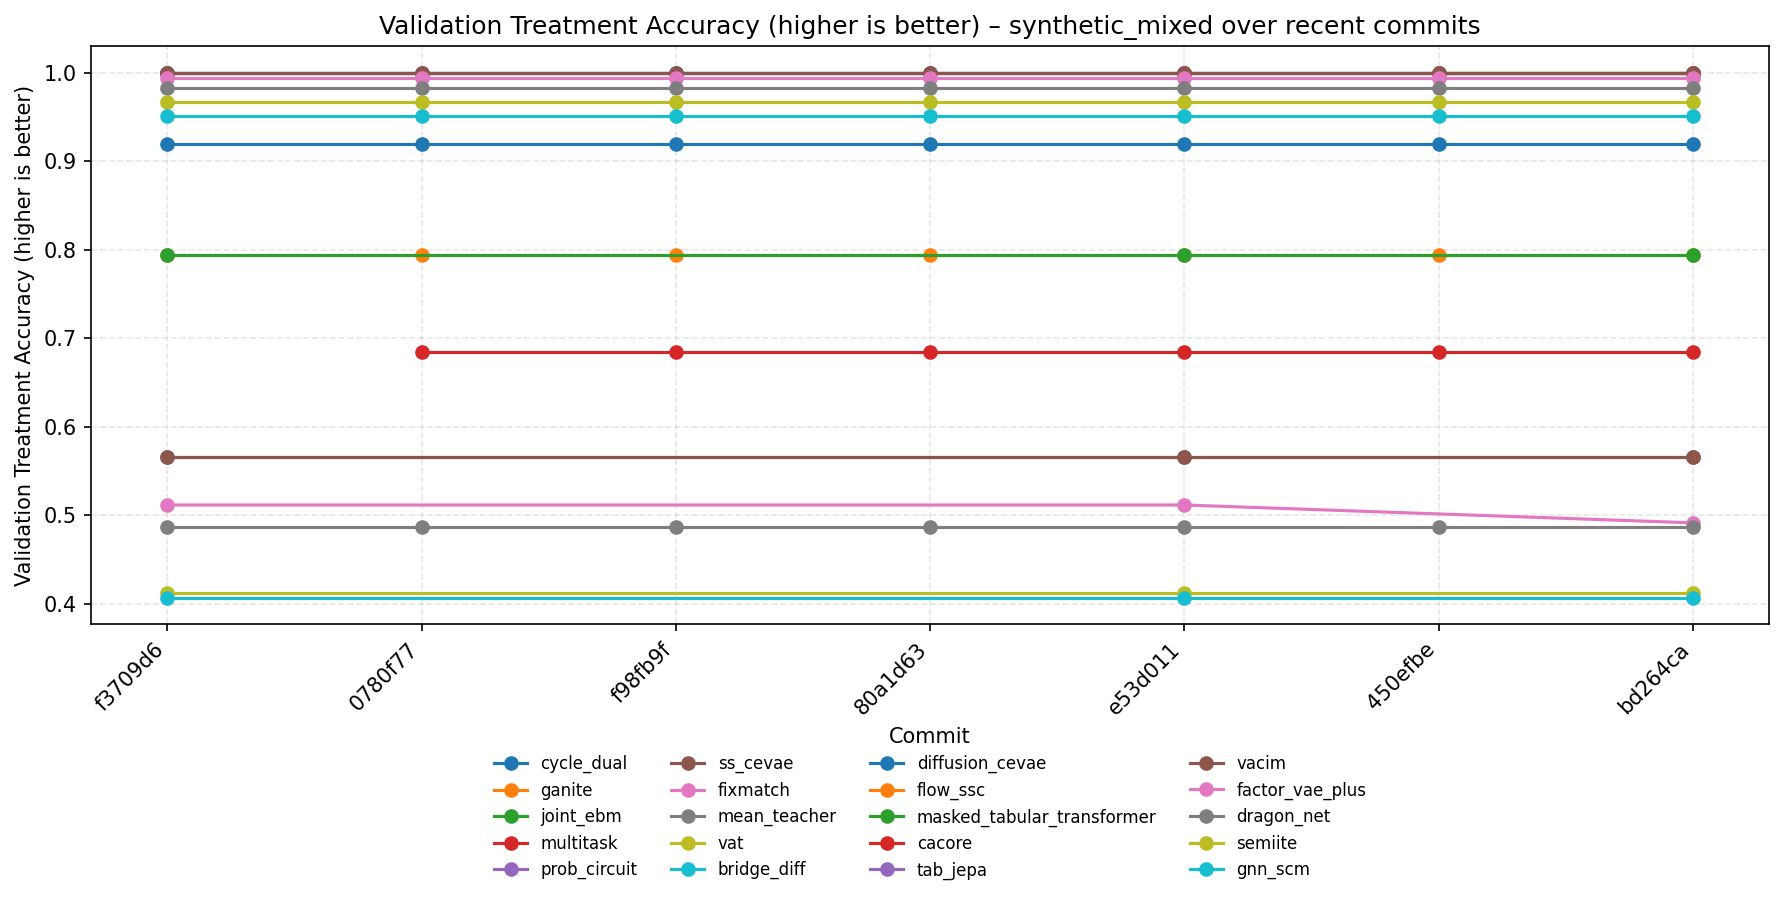 Validation Treatment Accuracy (higher is better) – synthetic_mixed over recent commits
Validation Treatment Accuracy (higher is better)
1.0
0.9
0.8
0.7
0.6
0.5
0.4
f3709d6
0780f77
f98fb9f
80a1d63
e53d011
450efbe
bd264ca
Commit
cycle_dual
ganite
joint_ebm
multitask
prob_circuit
ss_cevae
fixmatch
mean_teacher
vat
bridge_diff
diffusion_cevae
flow_ssc
masked_tabular_transformer
cacore
tab_jepa
vacim
factor_vae_plus
dragon_net
semiite
gnn_scm